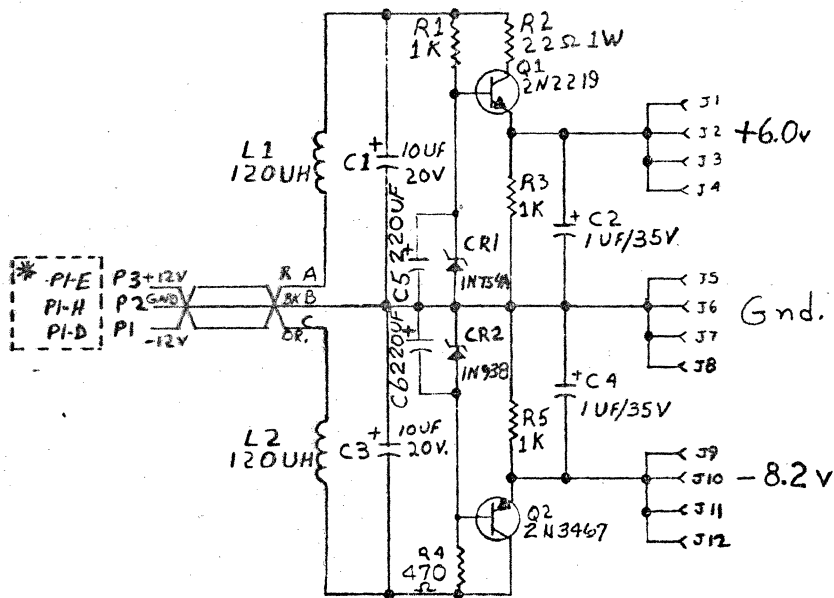 R1
1K
R2
22Ω 1W
Q1
2N2219
J1
J2
J3
J4
+6.0v
L1
120UH
+
C1
10UF
20V
R3
1K
+ C2
1UF/35V
C5 220UF
+
CR1
* P1-E
P1-H
P1-D
P3 +12V
P2 GND
P1 -12V
R A
BK B
OR. C
J5
J6
J7
J8
Gnd.
C6 220UF
+
CR2
1N938
+ C4
1UF/35V
L2
120UH
+
C3
10UF
20V.
R5
1K
J9
J10
J11
J12
-8.2v
Q2
2N3467
R4
470
Ω